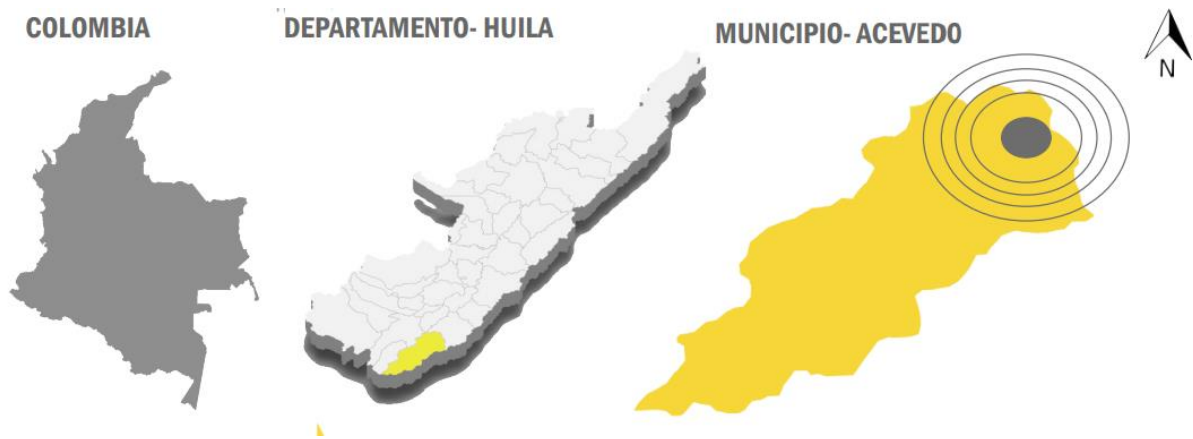 COLOMBIA
DEPARTAMENTO- HUILA
MUNICIPIO- ACEVEDO
N